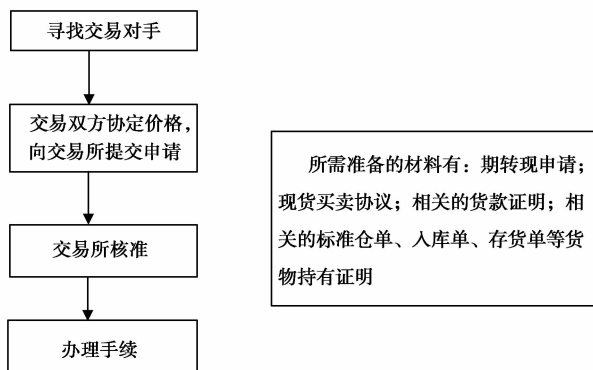 寻找交易对手
交易双方协定价格，
向交易所提交申请
交易所核准
办理手续
所需准备的材料有：期转现申请；
现货买卖协议；相关的货款证明；相
关的标准仓单、入库单、存货单等货
物持有证明